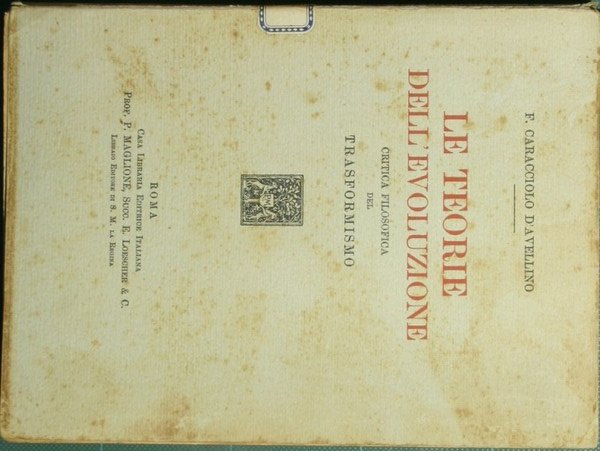 F. CARACCIOLO D'AVELLINO
LE TEORIE
DELL'EVOLUZIONE
CRITICA FILOSOFICA
DEL
TRASFORMISMO
ROMA
CASA LIBRARIA EDITRICE ITALIANA
PROF. P. MAGLIONE, SUCC. E. LOESCHER & C.
LIBRAIO EDITORE DI S. M. LA REGINA